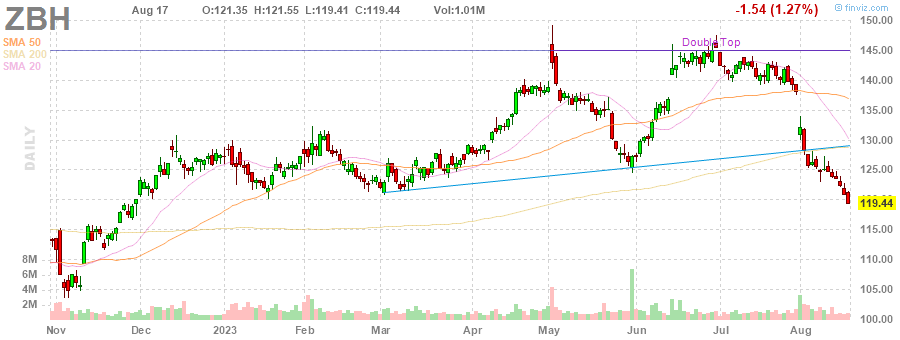 ZBH Aug 17 O:121.35 H:121.55 L:119.41 C:119.44 Vol:1.01M -1.54 (1.27%) © finviz.com
SMA 50
SMA 200
SMA 20
Double Top
DAILY
150.00
145.00
140.00
135.00
130.00
125.00
120.00
119.44
115.00
110.00
105.00
100.00
8M
6M
4M
2M
Nov Dec 2023 Feb Mar Apr May Jun Jul Aug